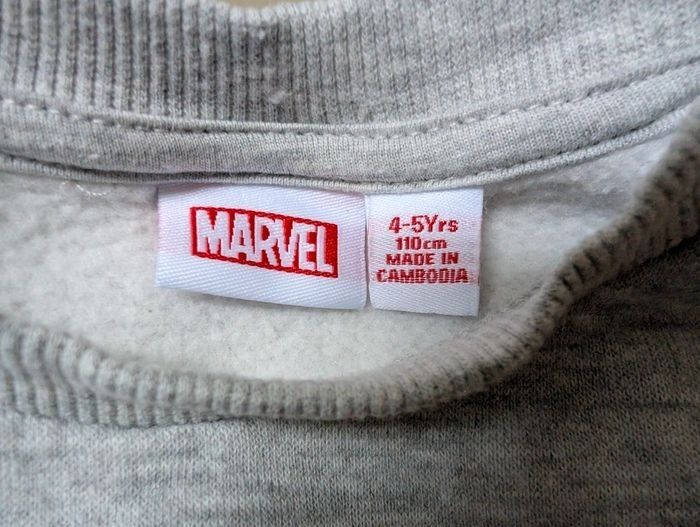 MARVEL
4-5Yrs
110cm
MADE IN
CAMBODIA